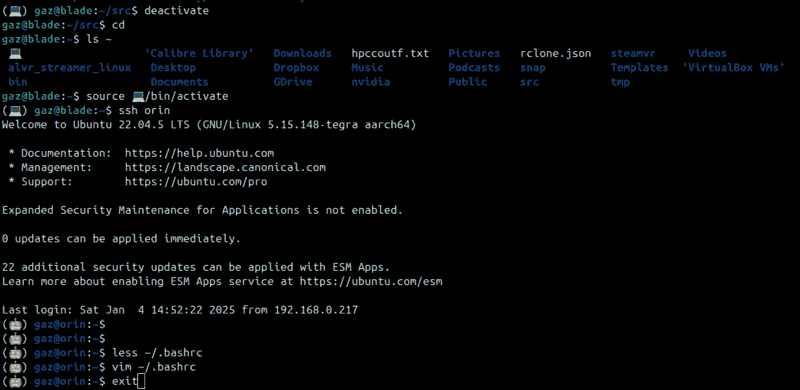 (💻) gaz@blade:~/src$ deactivate
gaz@blade:~/src$ cd
gaz@blade:~$ ls ~
💻 'Calibre Library' Downloads hpccoutf.txt Pictures rclone.json steamvr Videos
alvr_streamer_linux Desktop Dropbox Music Podcasts snap Templates 'VirtualBox VMs'
bin Documents GDrive nvidia Public src tmp
gaz@blade:~$ source 💻/bin/activate
(💻) gaz@blade:~$ ssh orin
Welcome to Ubuntu 22.04.5 LTS (GNU/Linux 5.15.148-tegra aarch64)
* Documentation: https://help.ubuntu.com
* Management: https://landscape.canonical.com
* Support: https://ubuntu.com/pro
Expanded Security Maintenance for Applications is not enabled.
0 updates can be applied immediately.
22 additional security updates can be applied with ESM Apps.
Learn more about enabling ESM Apps service at https://ubuntu.com/esm
Last login: Sat Jan  4 14:52:22 2025 from 192.168.0.217
(🤖) gaz@orin:~$
(🤖) gaz@orin:~$
(🤖) gaz@orin:~$ less ~/.bashrc
(🤖) gaz@orin:~$ vim ~/.bashrc
(🤖) gaz@orin:~$ exit